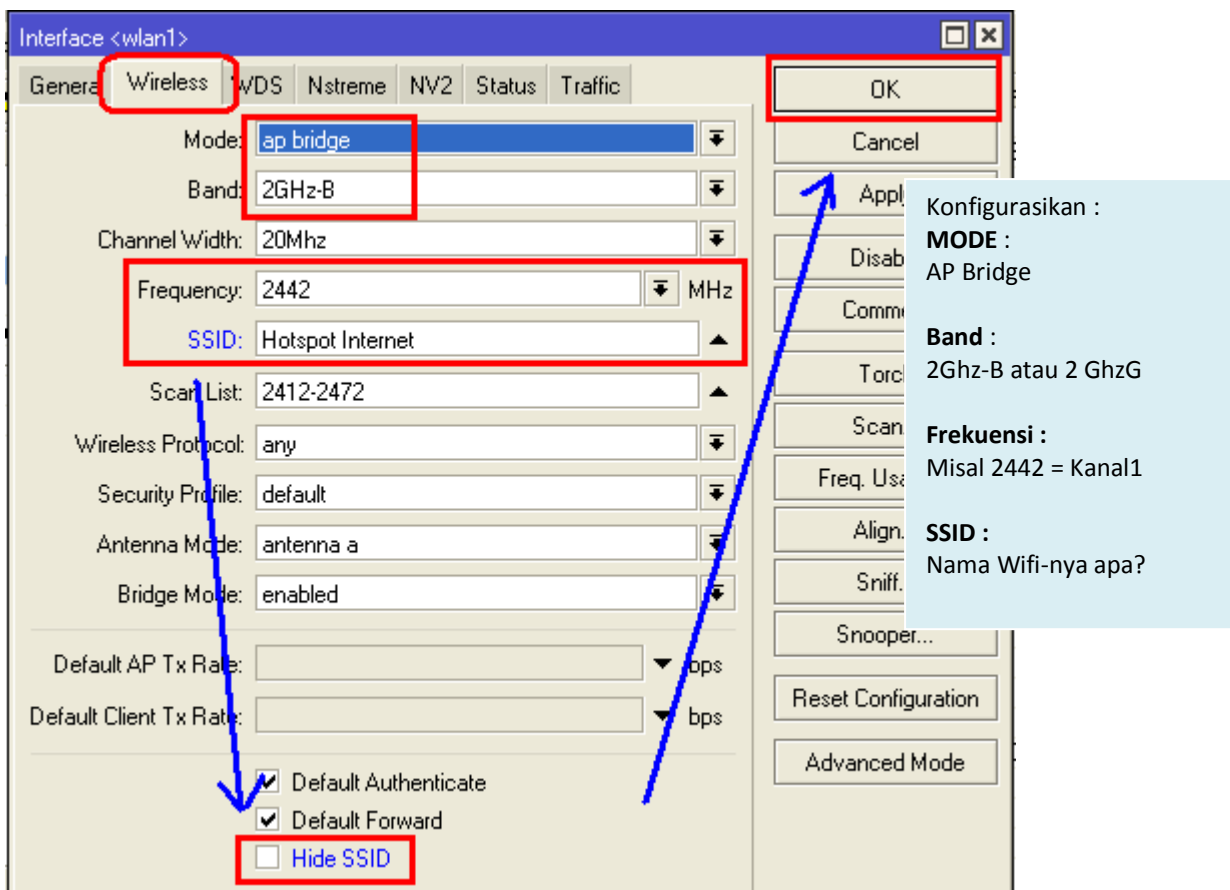 Interface <wlan1>
Genera Wireless WDS Nstreme NV2 Status Traffic
Mode: ap bridge
Band: 2GHz-B
Channel Width: 20Mhz
Frequency: 2442 MHz
SSID: Hotspot Internet
Scan List: 2412-2472
Wireless Protocol: any
Security Profile: default
Antenna Mode: antenna a
Bridge Mode: enabled
Default AP Tx Rate: bps
Default Client Tx Rate: bps
Default Authenticate
Default Forward
Hide SSID
OK
Cancel
Appl
Disab
Comme
Torc
Scan.
Freq. Usa
Align.
Sniff.
Snooper...
Reset Configuration
Advanced Mode
Konfigurasikan :
MODE :
AP Bridge
Band :
2Ghz-B atau 2 GhzG
Frekuensi :
Misal 2442 = Kanal1
SSID :
Nama Wifi-nya apa?